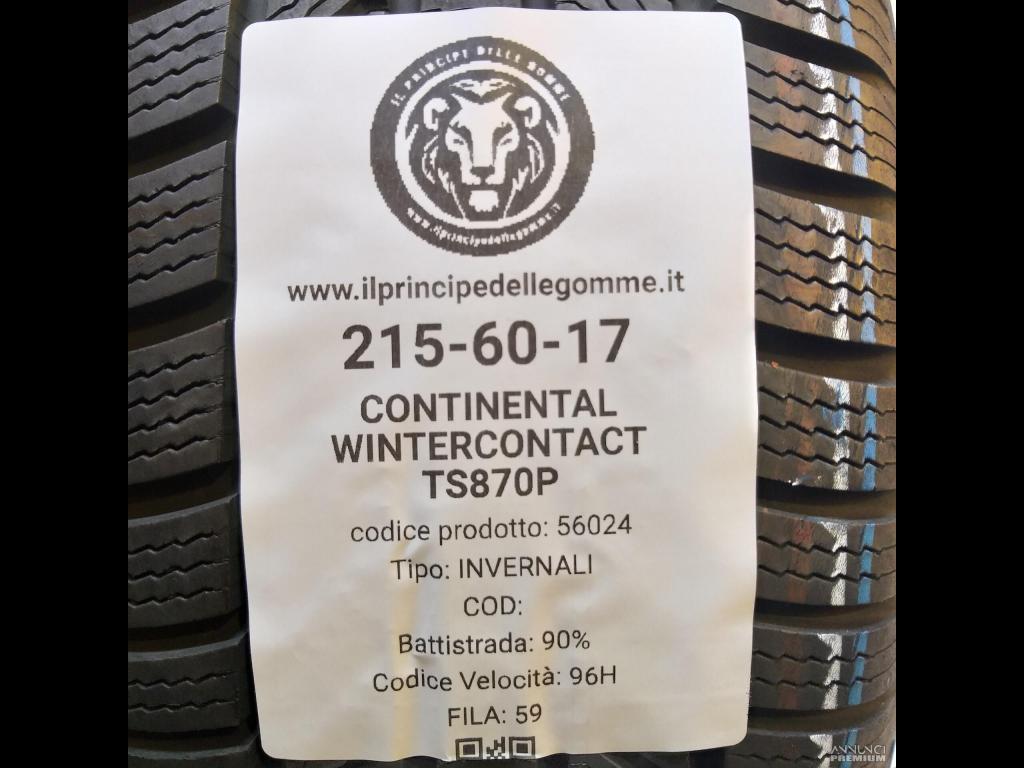 IL PRINCIPE DELLE GOMME
www.ilprincipedellegomme.it
www.ilprincipedellegomme.it
215-60-17
CONTINENTAL
WINTERCONTACT
TS870P
codice prodotto: 56024
Tipo: INVERNALI
COD:
Battistrada: 90%
Codice Velocità: 96H
FILA: 59
ANNUNCI
PREMIUM